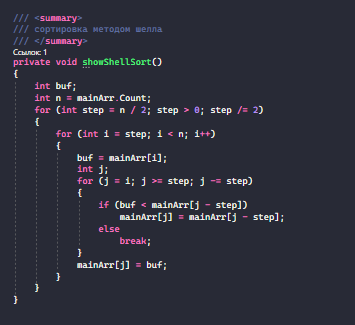 /// <summary>
/// сортировка методом шелла
/// </summary>
Ссылок: 1
private void showShellSort()
{
    int buf;
    int n = mainArr.Count;
    for (int step = n / 2; step > 0; step /= 2)
    {
        for (int i = step; i < n; i++)
        {
            buf = mainArr[i];
            int j;
            for (j = i; j >= step; j -= step)
            {
                if (buf < mainArr[j - step])
                    mainArr[j] = mainArr[j - step];
                else
                    break;
            }
            mainArr[j] = buf;
        }
    }
}